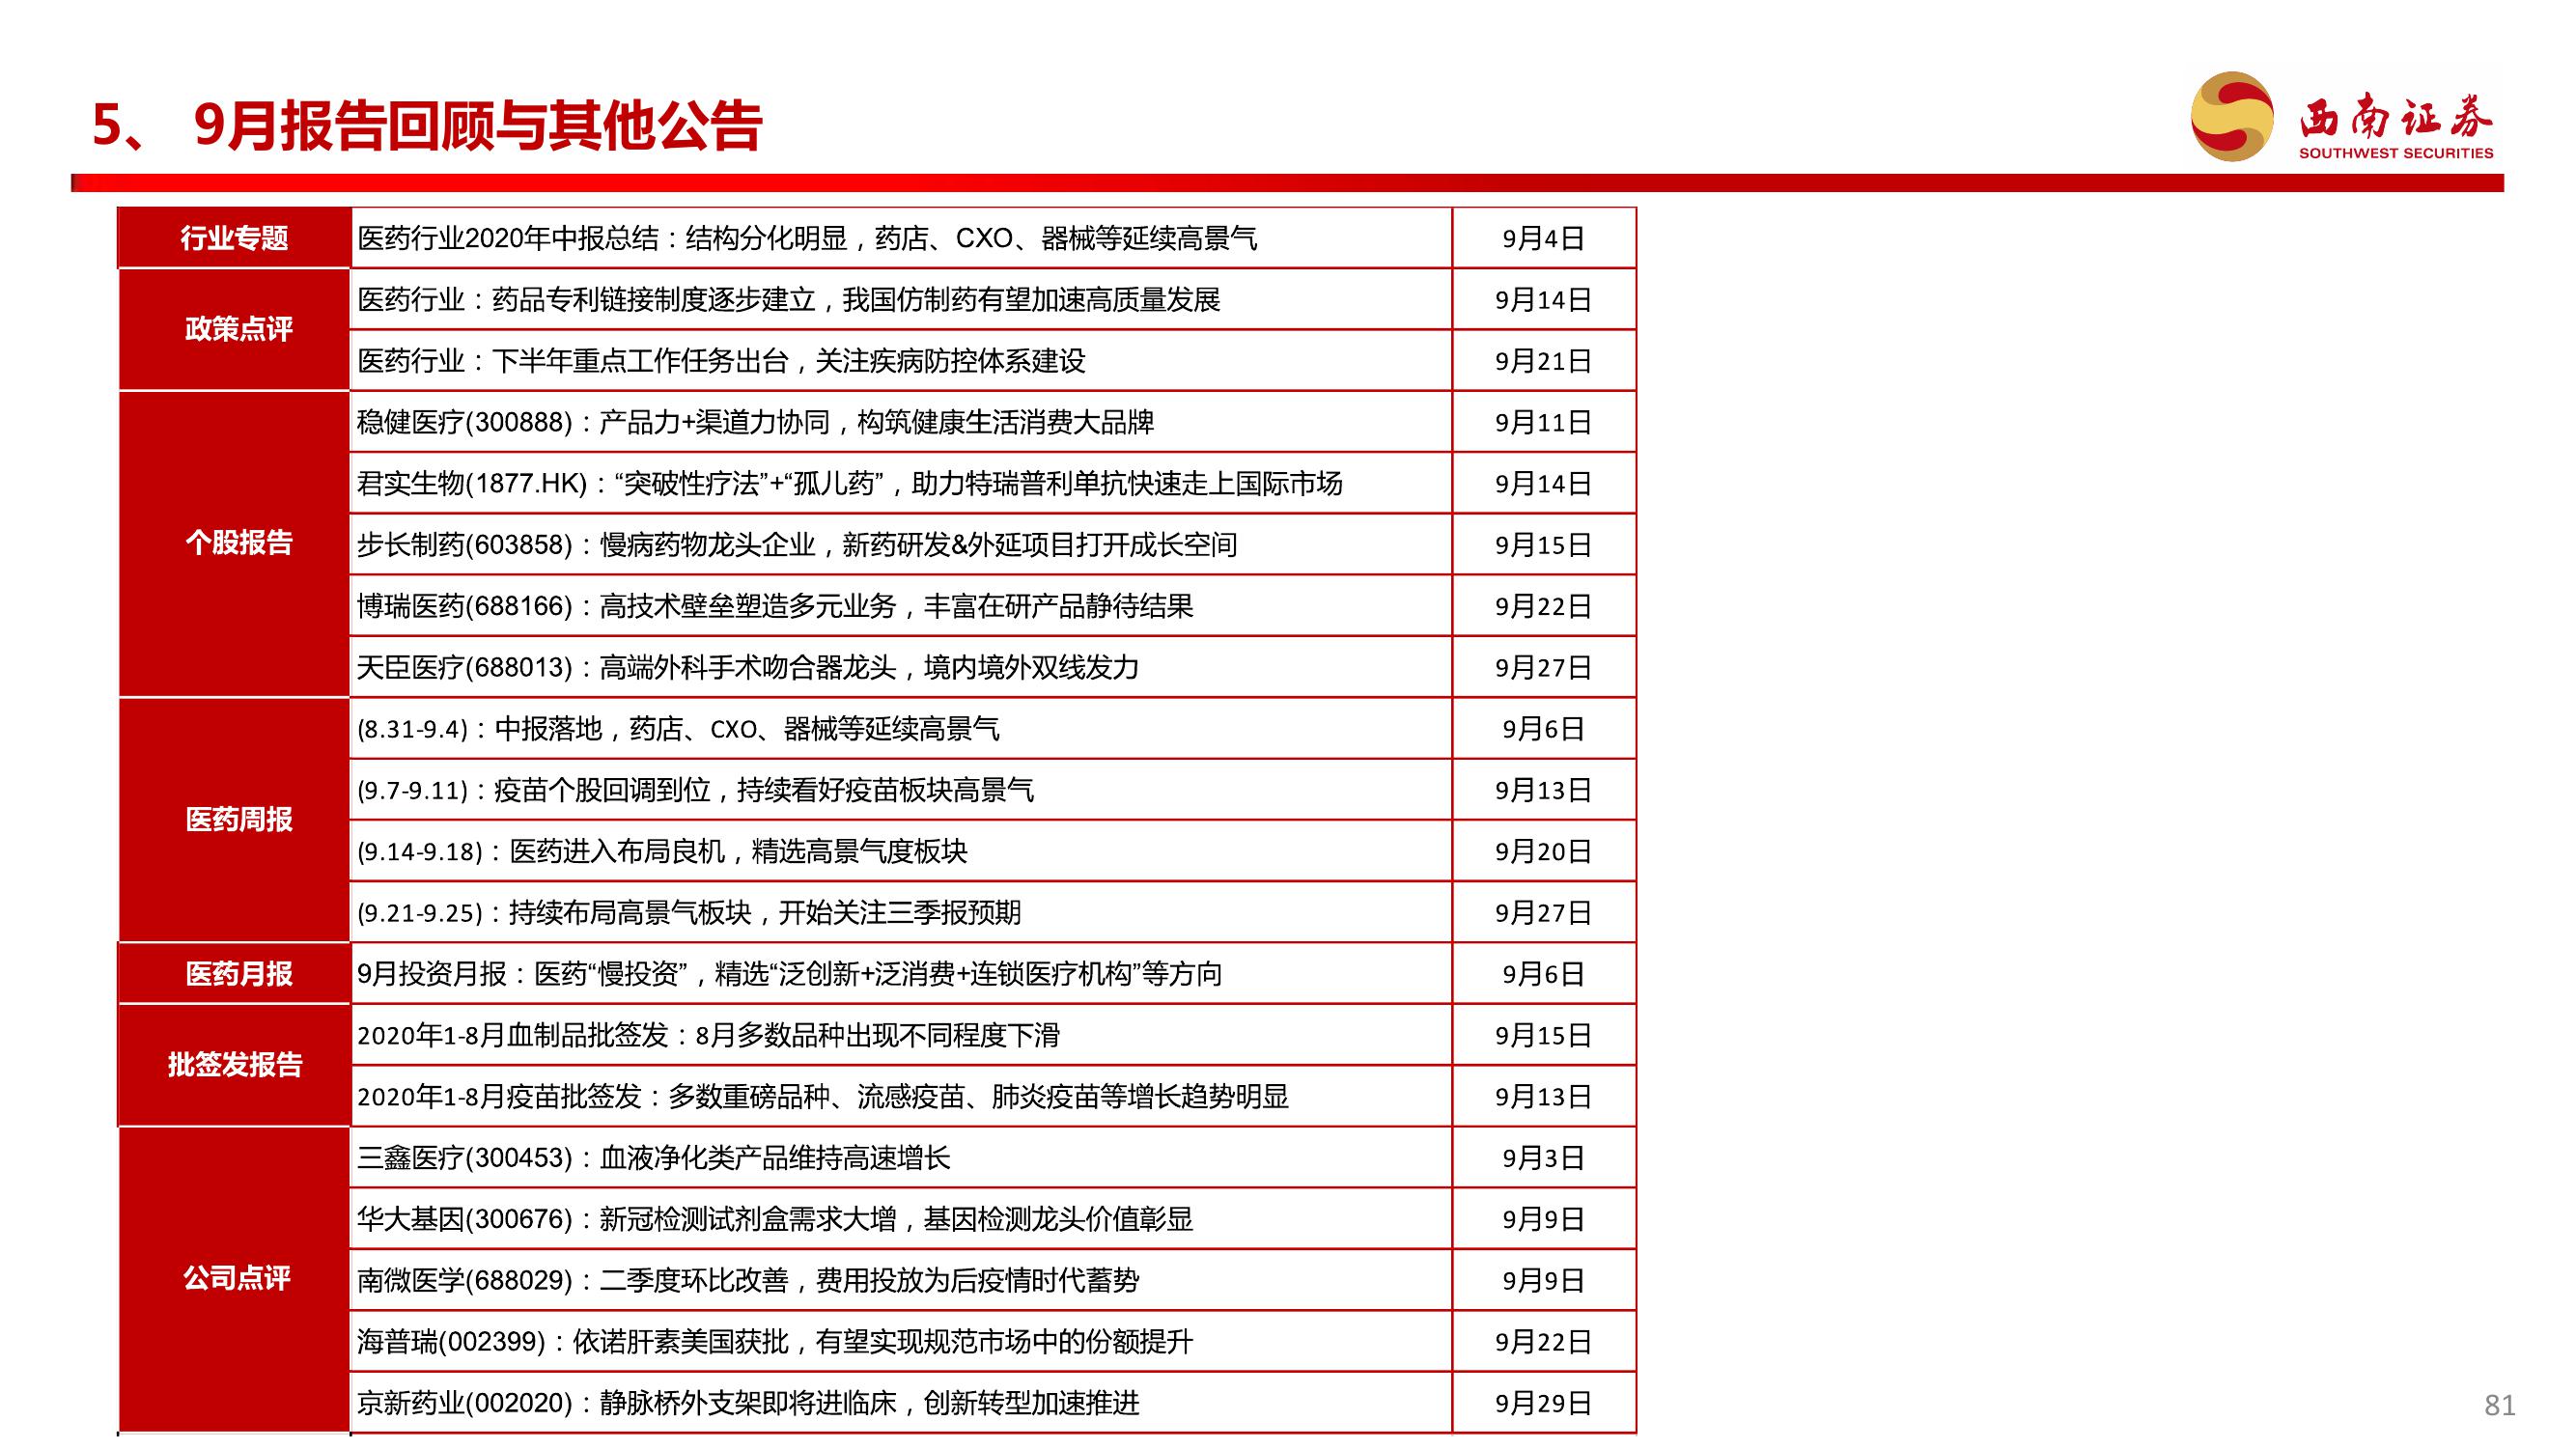 5、 9月报告回顾与其他公告
西南证券
SOUTHWEST SECURITIES
行业专题
医药行业2020年中报总结：结构分化明显，药店、CXO、器械等延续高景气
9月4日
政策点评
医药行业：药品专利链接制度逐步建立，我国仿制药有望加速高质量发展
9月14日
医药行业：下半年重点工作任务出台，关注疾病防控体系建设
9月21日
个股报告
稳健医疗(300888)：产品力+渠道力协同，构筑健康生活消费大品牌
9月11日
君实生物(1877.HK)：“突破性疗法”+“孤儿药”，助力特瑞普利单抗快速走上国际市场
9月14日
步长制药(603858)：慢病药物龙头企业，新药研发&外延项目打开成长空间
9月15日
博瑞医药(688166)：高技术壁垒塑造多元业务，丰富在研产品静待结果
9月22日
天臣医疗(688013)：高端外科手术吻合器龙头，境内境外双线发力
9月27日
医药周报
(8.31-9.4)：中报落地，药店、CXO、器械等延续高景气
9月6日
(9.7-9.11)：疫苗个股回调到位，持续看好疫苗板块高景气
9月13日
(9.14-9.18)：医药进入布局良机，精选高景气度板块
9月20日
(9.21-9.25)：持续布局高景气板块，开始关注三季报预期
9月27日
医药月报
9月投资月报：医药“慢投资”，精选“泛创新+泛消费+连锁医疗机构”等方向
9月6日
批签发报告
2020年1-8月血制品批签发：8月多数品种出现不同程度下滑
9月15日
2020年1-8月疫苗批签发：多数重磅品种、流感疫苗、肺炎疫苗等增长趋势明显
9月13日
公司点评
三鑫医疗(300453)：血液净化类产品维持高速增长
9月3日
华大基因(300676)：新冠检测试剂盒需求大增，基因检测龙头价值彰显
9月9日
南微医学(688029)：二季度环比改善，费用投放为后疫情时代蓄势
9月9日
海普瑞(002399)：依诺肝素美国获批，有望实现规范市场中的份额提升
9月22日
京新药业(002020)：静脉桥外支架即将进临床，创新转型加速推进
9月29日
81